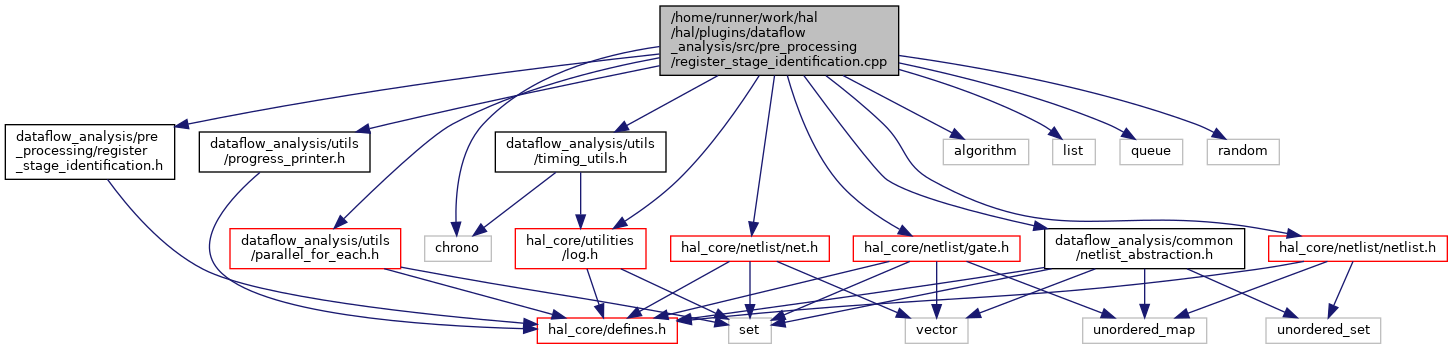 /home/runner/work/hal
/hal/plugins/dataflow
_analysis/src/pre_processing
/register_stage_identification.cpp
dataflow_analysis/pre
_processing/register
_stage_identification.h
dataflow_analysis/utils
/progress_printer.h
dataflow_analysis/utils
/timing_utils.h
algorithm
list
queue
random
dataflow_analysis/utils
/parallel_for_each.h
chrono
hal_core/utilities
/log.h
hal_core/netlist/net.h
hal_core/netlist/gate.h
dataflow_analysis/common
/netlist_abstraction.h
hal_core/netlist/netlist.h
hal_core/defines.h
set
vector
unordered_map
unordered_set